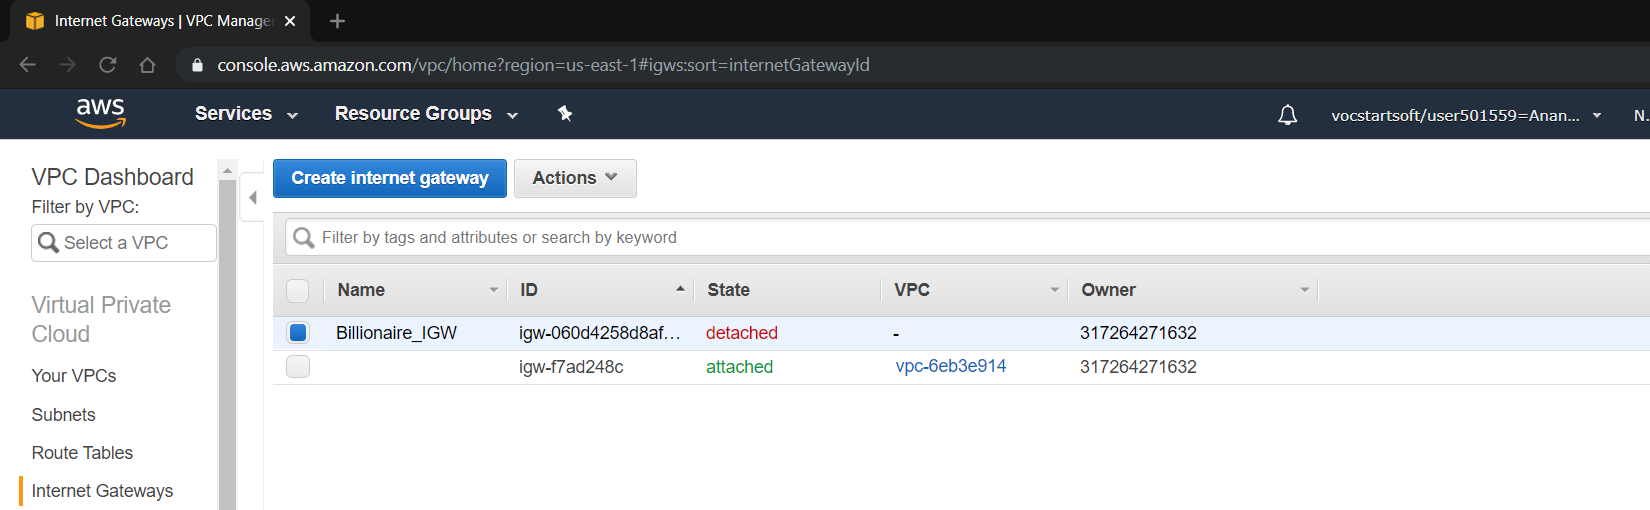 Internet Gateways | VPC Manage
console.aws.amazon.com/vpc/home?region=us-east-1#igws:sort=internetGatewayId
aws Services Resource Groups vocstartsoft/user501559=Anan... N.
VPC Dashboard
Filter by VPC:
Select a VPC
Virtual Private
Cloud
Your VPCs
Subnets
Route Tables
Internet Gateways
Create internet gateway Actions
Filter by tags and attributes or search by keyword
Name ID State VPC Owner
Billionaire_IGW igw-060d4258d8af... detached - 317264271632
igw-f7ad248c attached vpc-6eb3e914 317264271632